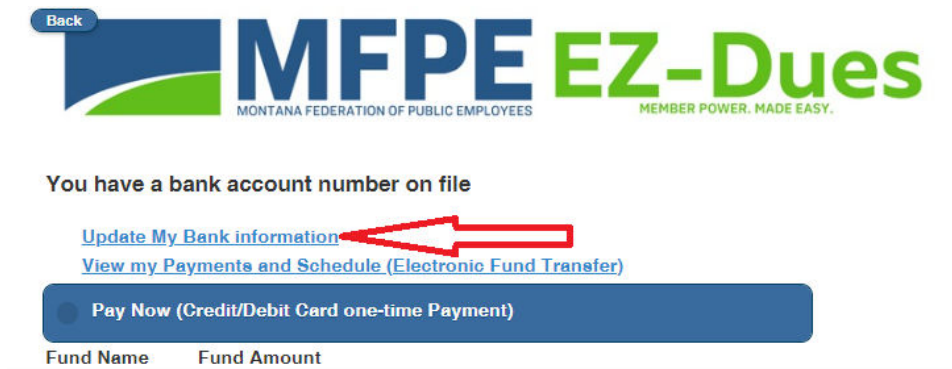 Back
MFPE EZ-Dues
MONTANA FEDERATION OF PUBLIC EMPLOYEES MEMBER POWER. MADE EASY.
You have a bank account number on file
Update My Bank information
View my Payments and Schedule (Electronic Fund Transfer)
Pay Now (Credit/Debit Card one-time Payment)
Fund Name Fund Amount